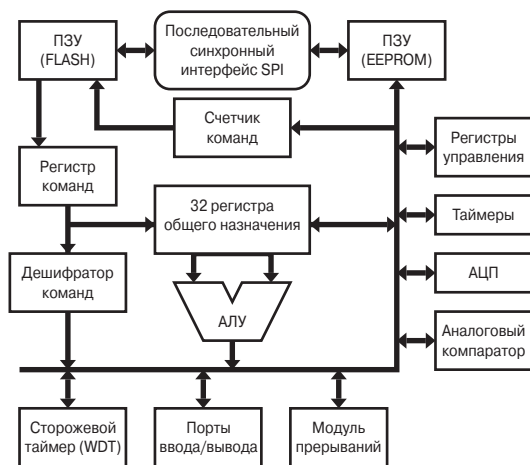 ПЗУ
(FLASH)
Последовательный
синхронный
интерфейс SPI
ПЗУ
(EEPROM)
Счетчик
команд
Регистры
управления
Регистр
команд
32 регистра
общего назначения
Таймеры
Дешифратор
команд
АЦП
АЛУ
Аналоговый
компаратор
Сторожевой
таймер (WDT)
Порты
ввода/вывода
Модуль
прерываний